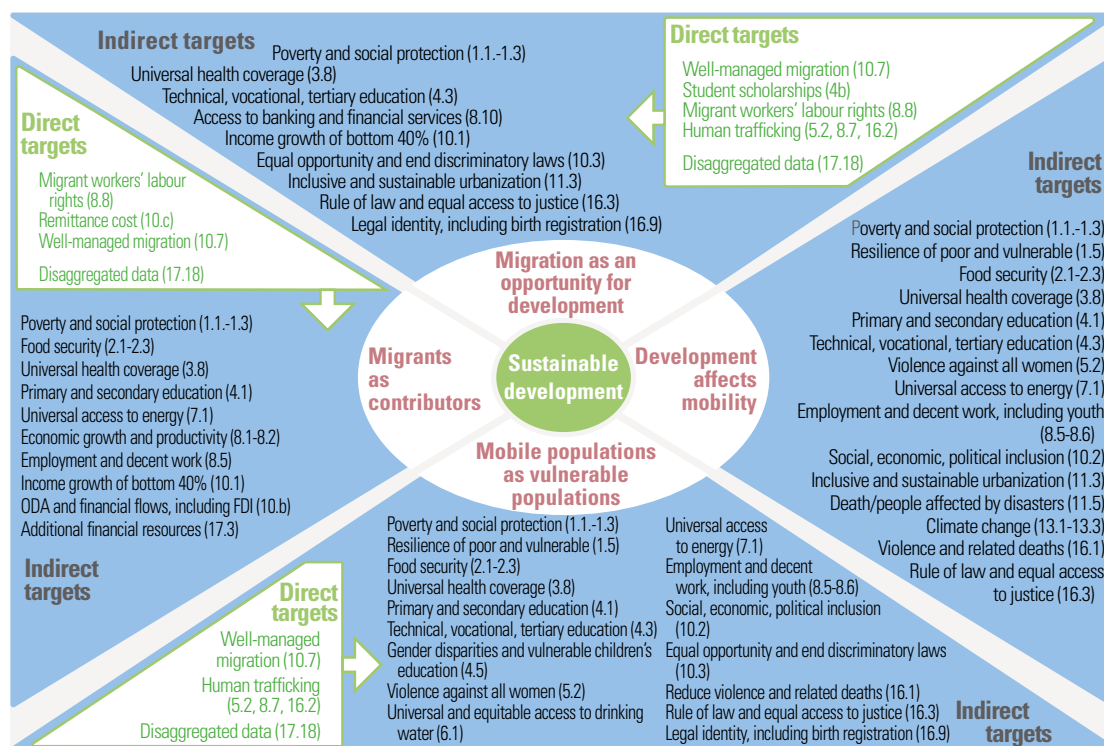 Indirect targets
Poverty and social protection (1.1.-1.3)
Universal health coverage (3.8)
Technical, vocational, tertiary education (4.3)
Access to banking and financial services (8.10)
Income growth of bottom 40% (10.1)
Equal opportunity and end discriminatory laws (10.3)
Inclusive and sustainable urbanization (11.3)
Rule of law and equal access to justice (16.3)
Legal identity, including birth registration (16.9)
Direct targets
Well-managed migration (10.7)
Student scholarships (4b)
Migrant workers' labour rights (8.8)
Human trafficking (5.2, 8.7, 16.2)
Disaggregated data (17.18)
Direct
targets
Migrant workers' labour
rights (8.8)
Remittance cost (10.c)
Well-managed migration (10.7)
Disaggregated data (17.18)
Poverty and social protection (1.1.-1.3)
Food security (2.1-2.3)
Universal health coverage (3.8)
Primary and secondary education (4.1)
Universal access to energy (7.1)
Economic growth and productivity (8.1-8.2)
Employment and decent work (8.5)
Income growth of bottom 40% (10.1)
ODA and financial flows, including FDI (10.b)
Additional financial resources (17.3)
Indirect
targets
Migration as an
opportunity for
development
Migrants
as
contributors
Sustainable
development
Development
affects
mobility
Mobile populations
as vulnerable
populations
Indirect
targets
Poverty and social protection (1.1.-1.3)
Resilience of poor and vulnerable (1.5)
Food security (2.1-2.3)
Universal health coverage (3.8)
Primary and secondary education (4.1)
Technical, vocational, tertiary education (4.3)
Violence against all women (5.2)
Universal access to energy (7.1)
Employment and decent work, including youth
(8.5-8.6)
Social, economic, political inclusion (10.2)
Inclusive and sustainable urbanization (11.3)
Death/people affected by disasters (11.5)
Climate change (13.1-13.3)
Violence and related deaths (16.1)
Rule of law and equal access
to justice (16.3)
Direct
targets
Well-managed
migration (10.7)
Human trafficking
(5.2, 8.7, 16.2)
Disaggregated data (17.18)
Poverty and social protection (1.1.-1.3)
Resilience of poor and vulnerable (1.5)
Food security (2.1-2.3)
Universal health coverage (3.8)
Primary and secondary education (4.1)
Technical, vocational, tertiary education (4.3)
Gender disparities and vulnerable children's
education (4.5)
Violence against all women (5.2)
Universal and equitable access to drinking
water (6.1)
Universal access
to energy (7.1)
Employment and decent
work, including youth (8.5-8.6)
Social, economic, political inclusion
(10.2)
Equal opportunity and end discriminatory laws
(10.3)
Reduce violence and related deaths (16.1)
Rule of law and equal access to justice (16.3)
Legal identity, including birth registration (16.9)
Indirect
targets